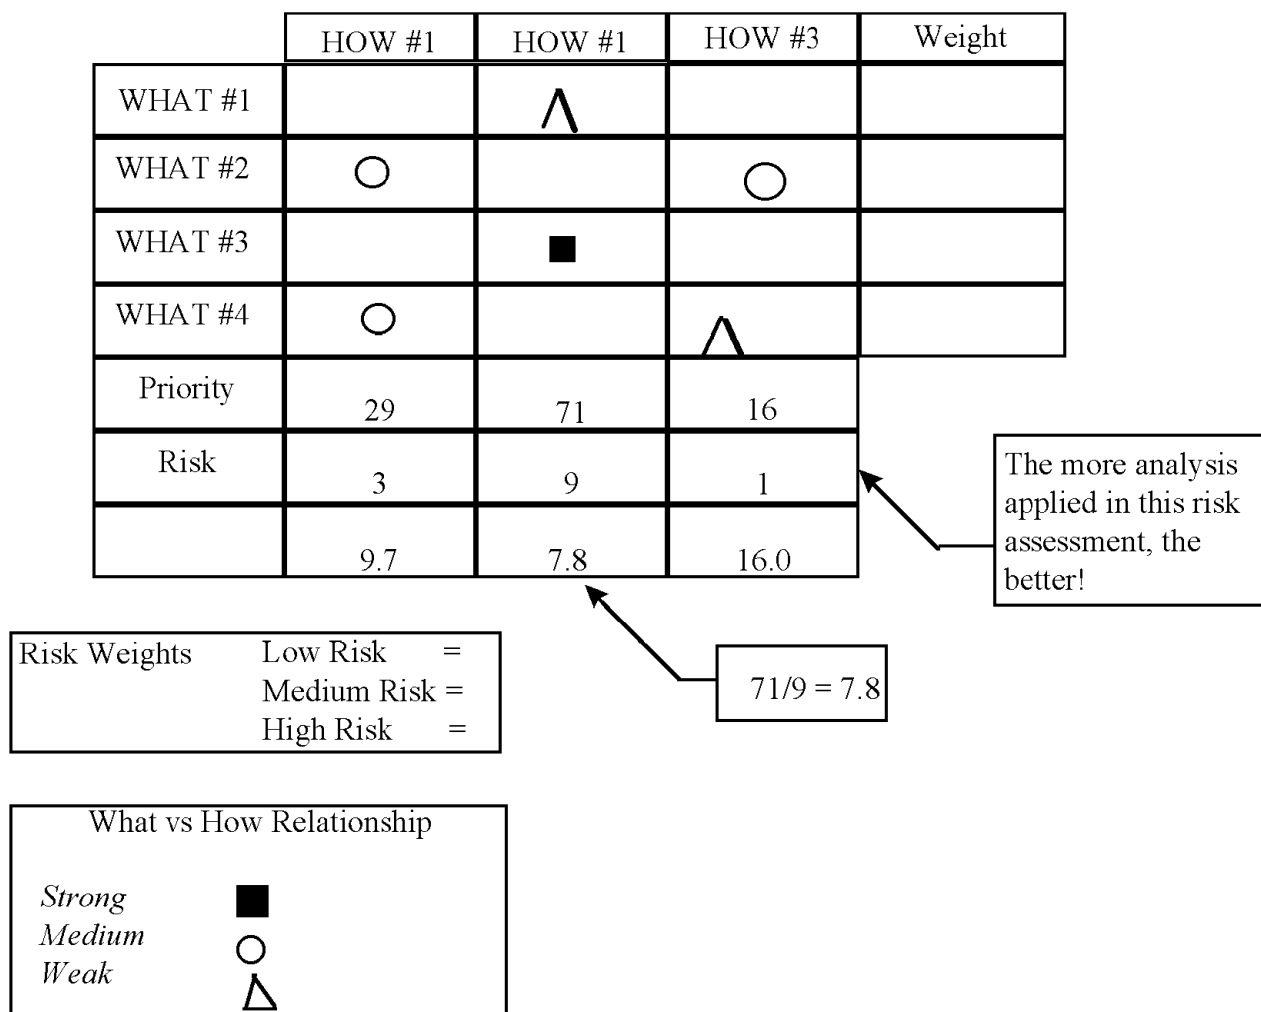 HOW #1 HOW #1 HOW #3 Weight
WHAT #1
WHAT #2
WHAT #3
WHAT #4
Priority 29 71 16
Risk 3 9 1
9.7 7.8 16.0
The more analysis
applied in this risk
assessment, the
better!
Risk Weights Low Risk =
Medium Risk =
High Risk =
71/9 = 7.8
What vs How Relationship
Strong
Medium
Weak